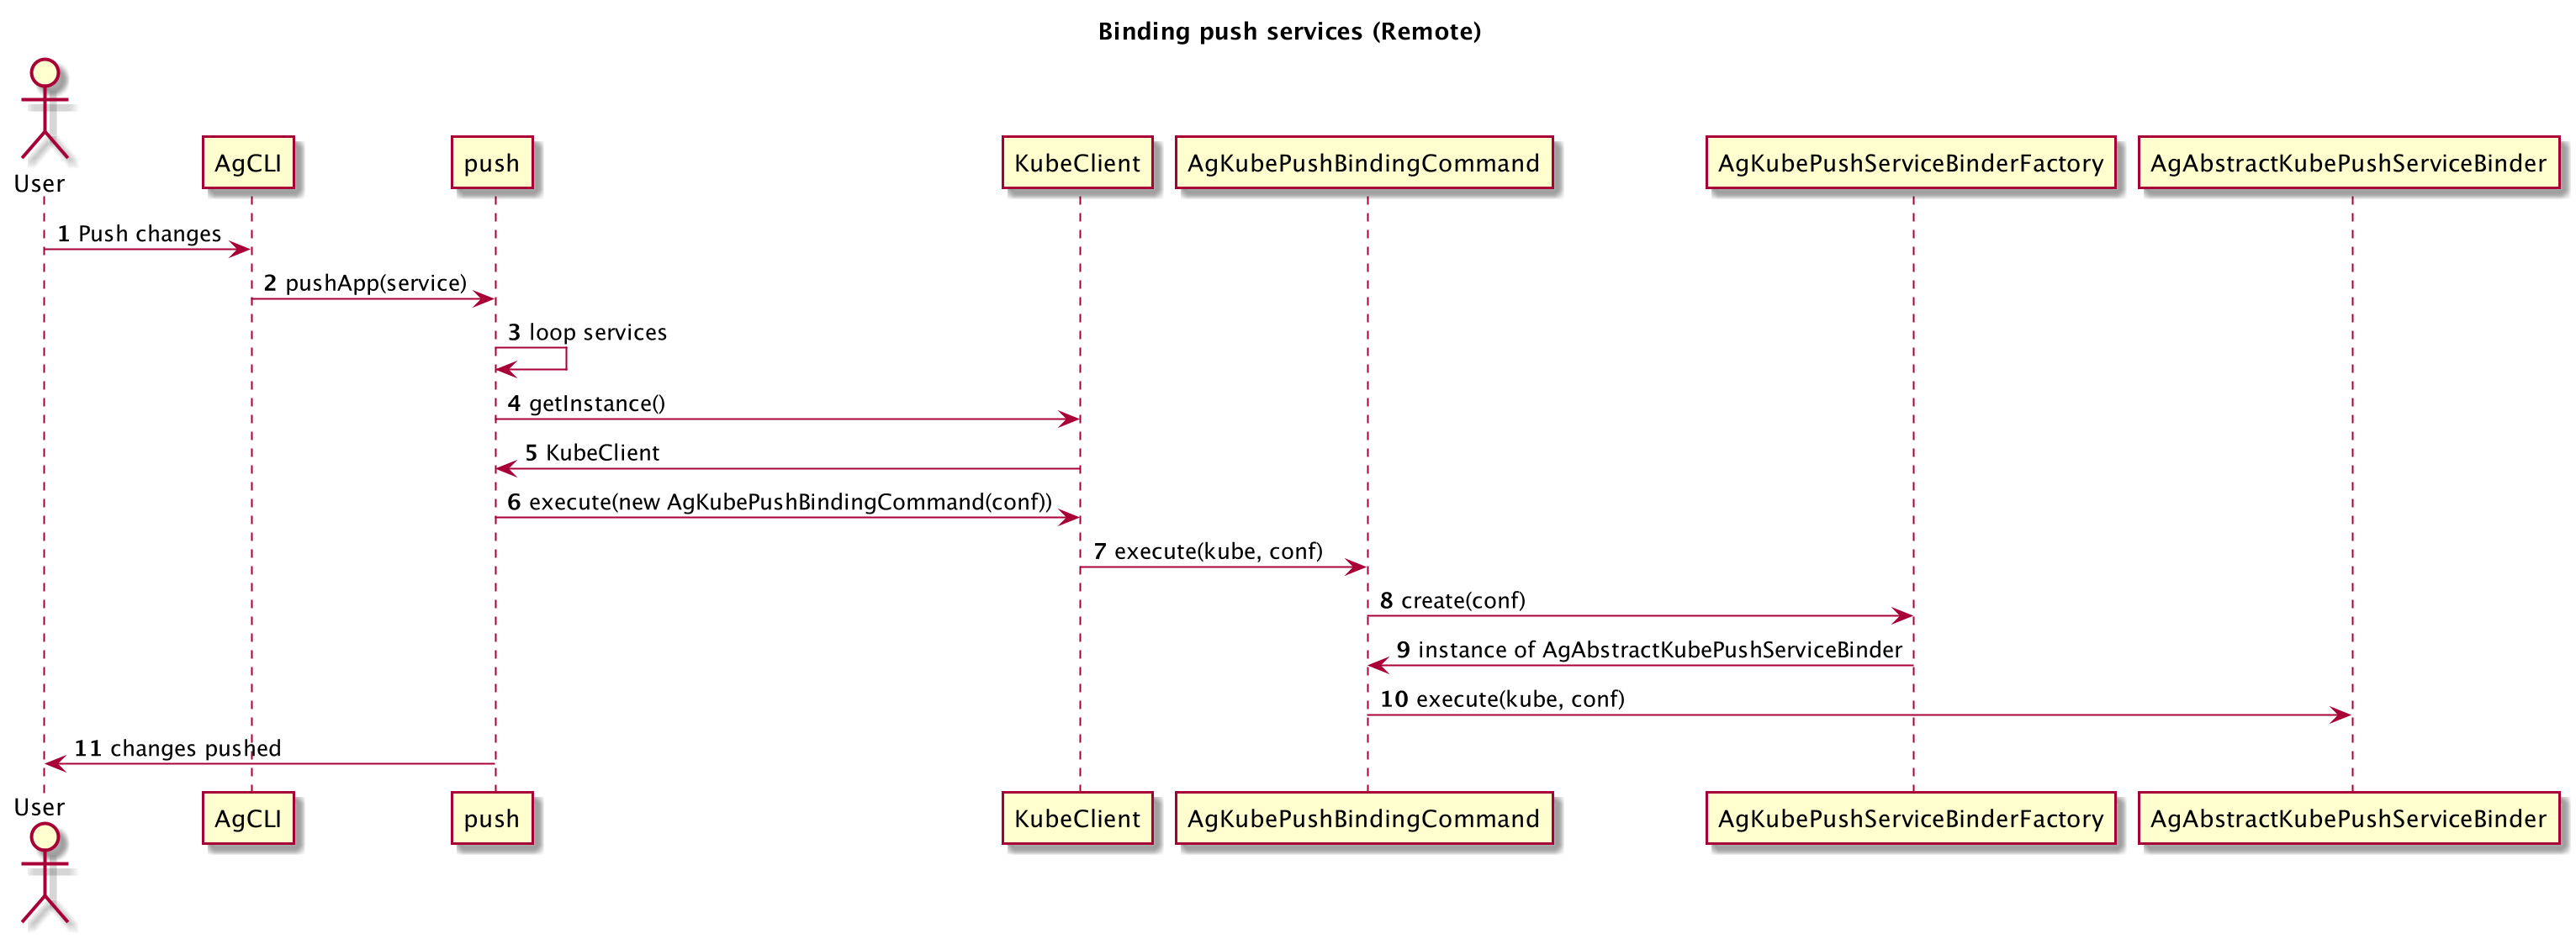 Binding push services (Remote)
User
AgCLI
push
KubeClient
AgKubePushBindingCommand
AgKubePushServiceBinderFactory
AgAbstractKubePushServiceBinder
1 Push changes
2 pushApp(service)
3 loop services
4 getInstance()
5 KubeClient
6 execute(new AgKubePushBindingCommand(conf))
7 execute(kube, conf)
8 create(conf)
9 instance of AgAbstractKubePushServiceBinder
10 execute(kube, conf)
11 changes pushed
User
AgCLI
push
KubeClient
AgKubePushBindingCommand
AgKubePushServiceBinderFactory
AgAbstractKubePushServiceBinder